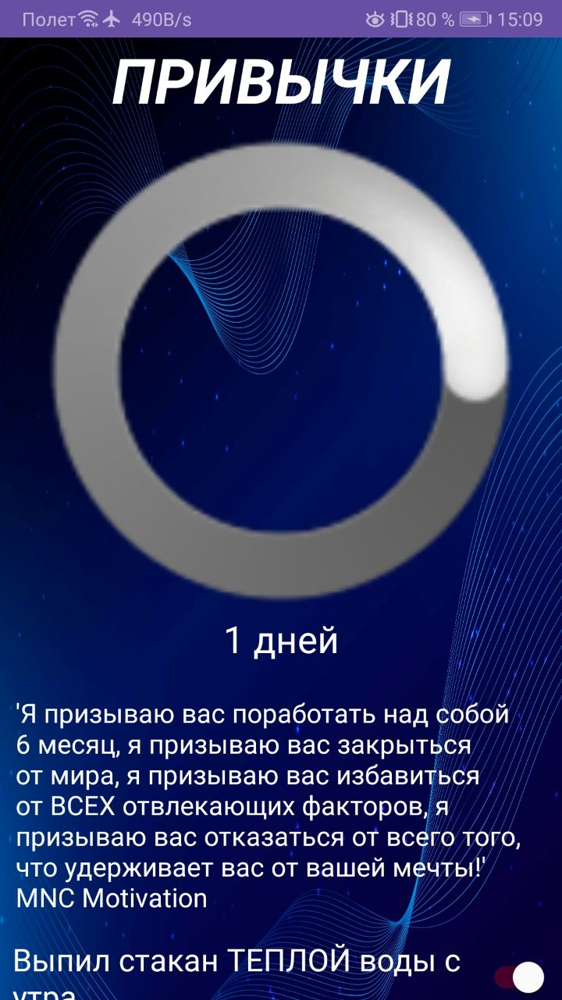 Полет 490B/s 80 % 15:09
ПРИВЫЧКИ
1 дней
'Я призываю вас поработать над собой
6 месяц, я призываю вас закрыться
от мира, я призываю вас избавиться
от ВСЕХ отвлекающих факторов, я
призываю вас отказаться от всего того,
что удерживает вас от вашей мечты!'
MNC Motivation
Выпил стакан ТЕПЛОЙ воды с
утра